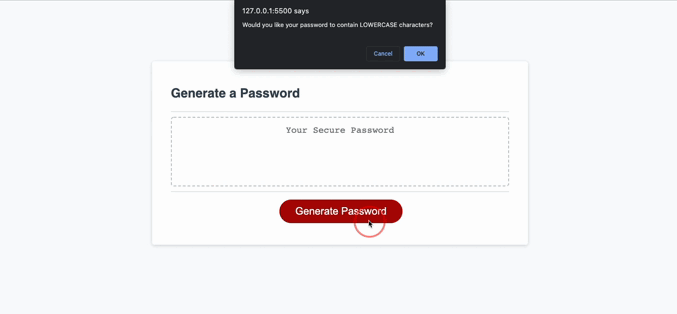 127.0.0.1:5500 says
Would you like your password to contain LOWERCASE characters?
Cancel
OK
Generate a Password
Your Secure Password
Generate Password